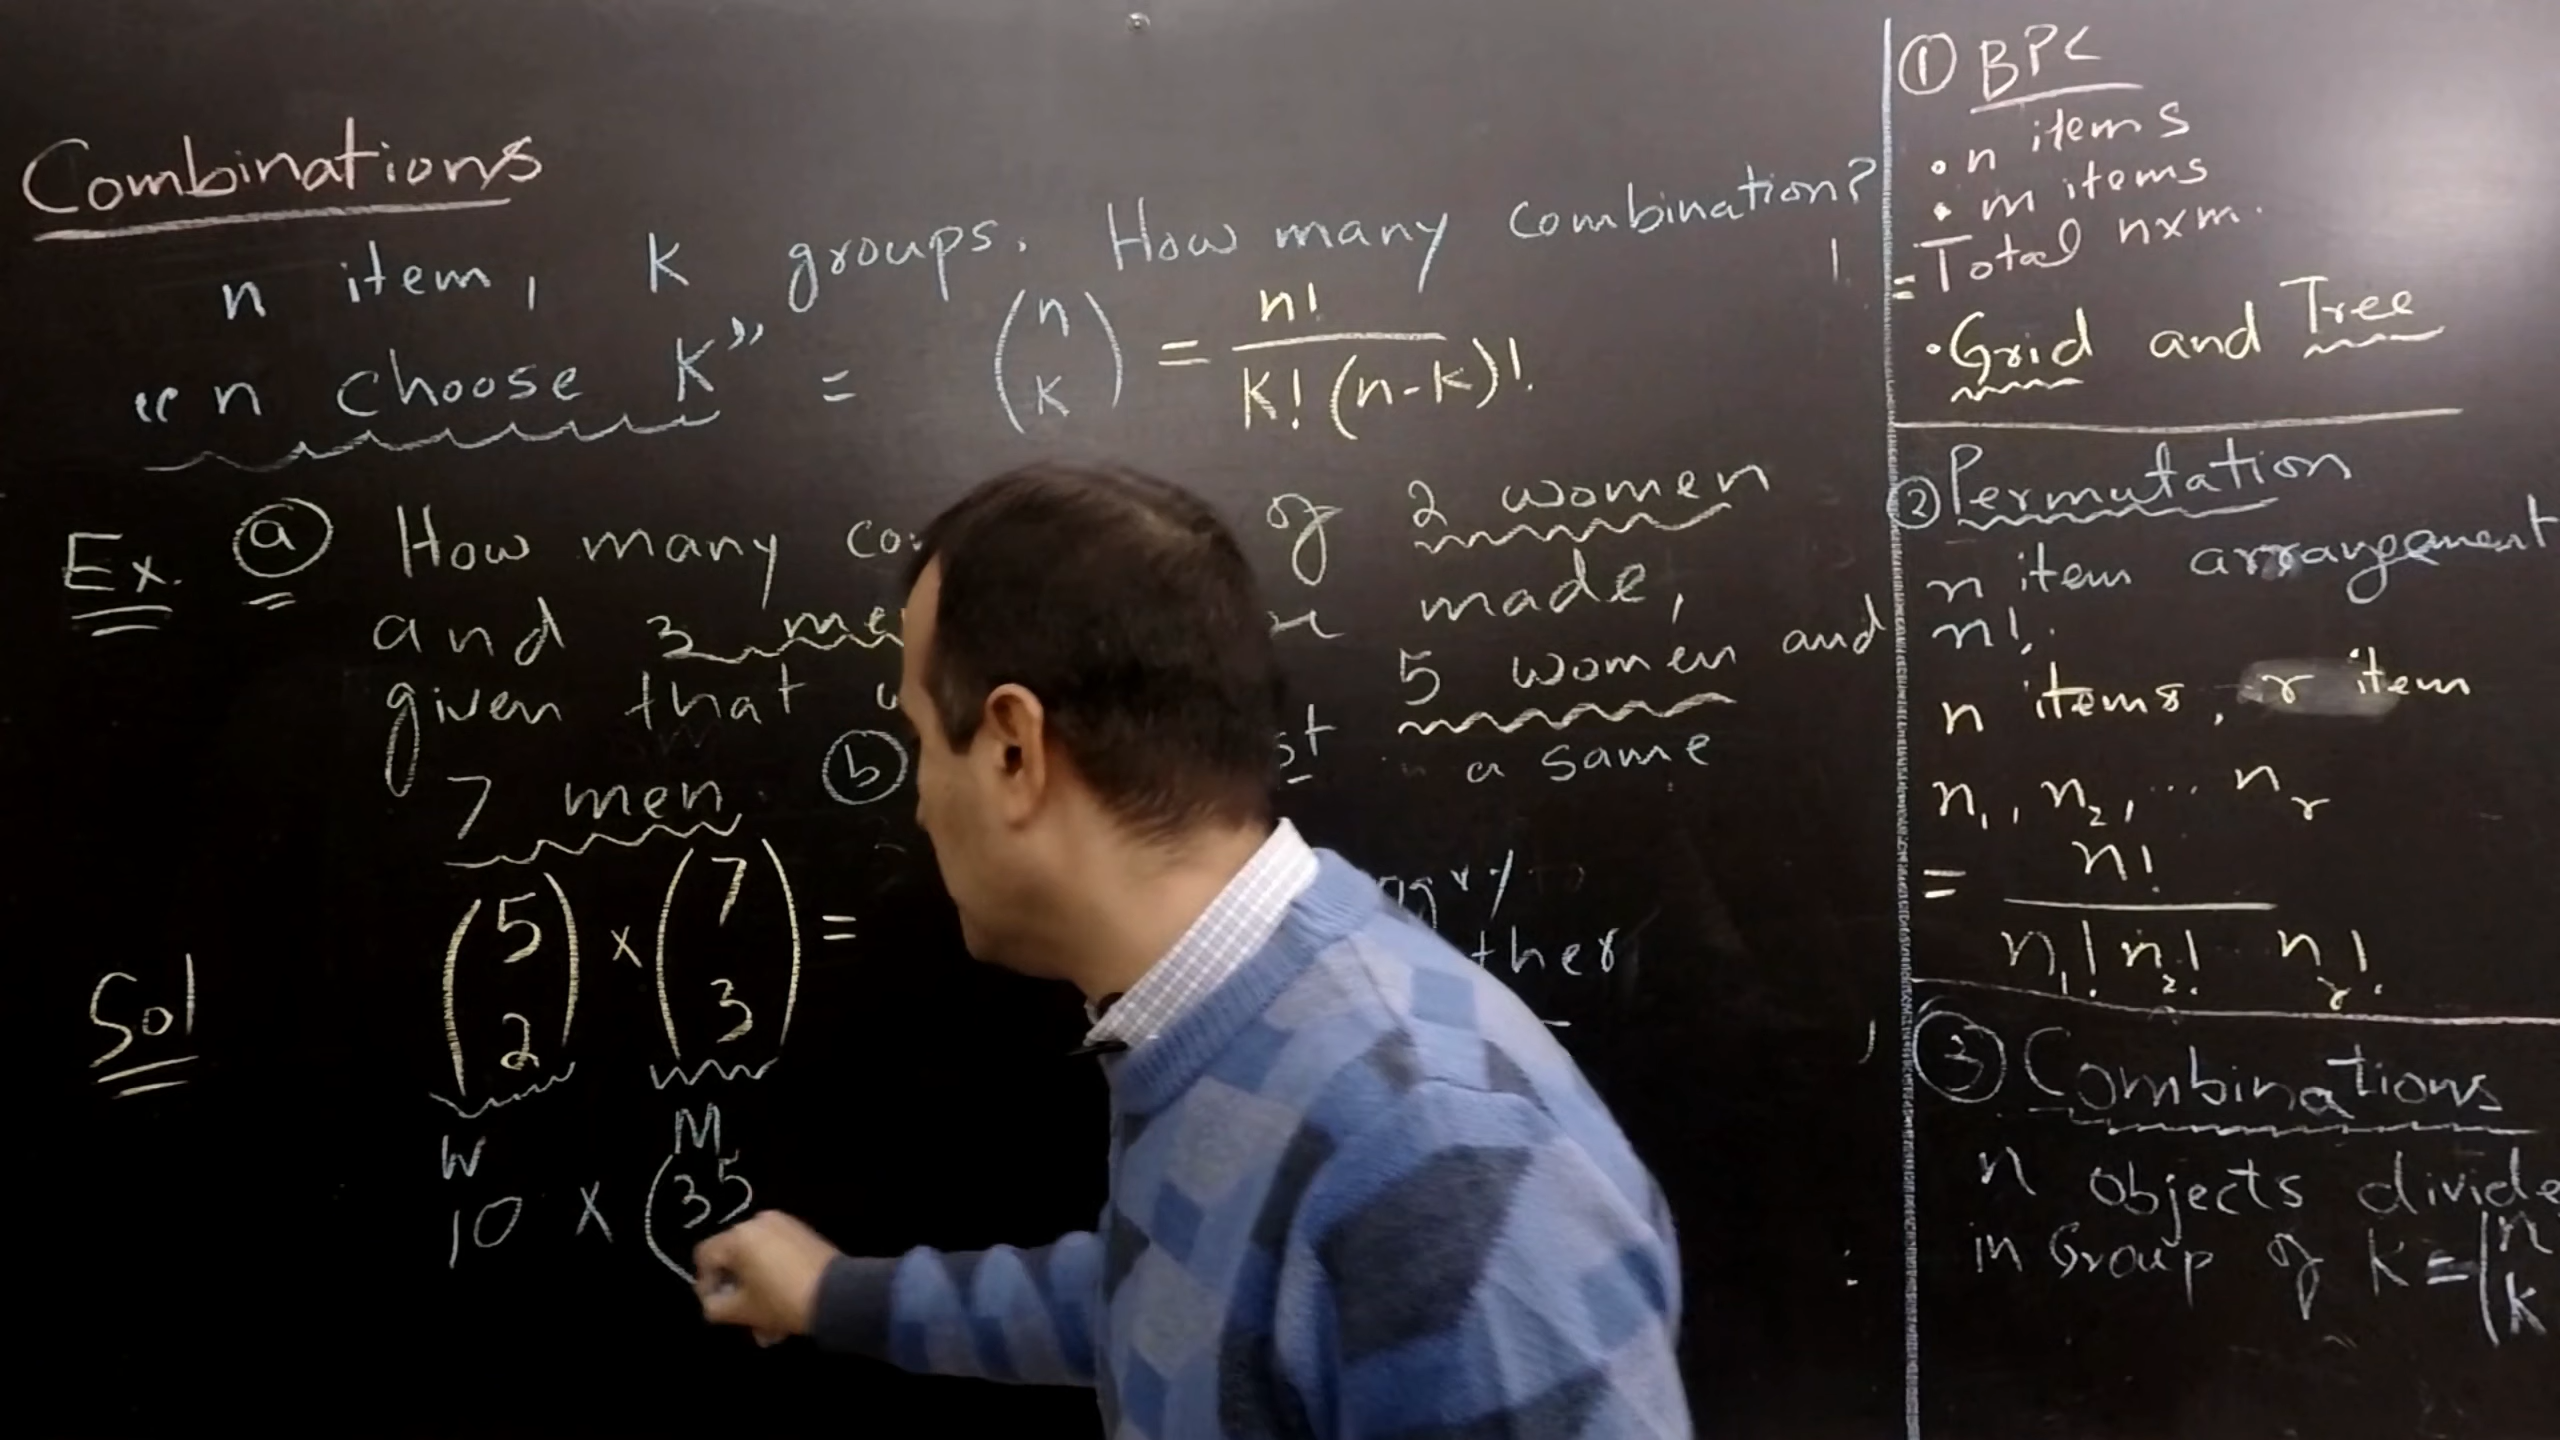 Combinations
n item, K groups. How many combination?
"n choose K" = (n K) = n! / K! (n-k)!
Ex. (a) How many of 2 women
and 3 made,
given that 5 women and
7 men (b) a same
Sol (5 2) x (7 3) =
W M
10 x (35
(1) BPC
• n items
• m items
= Total nxm.
• Grid and Tree
(2) Permutation
n item arrangement
n!.
n items, r item
n₁, n₂, ... nᵣ
= n! / n₁! n₂! nᵣ!
(3) Combinations
n objects divide
in Group of K = (n k